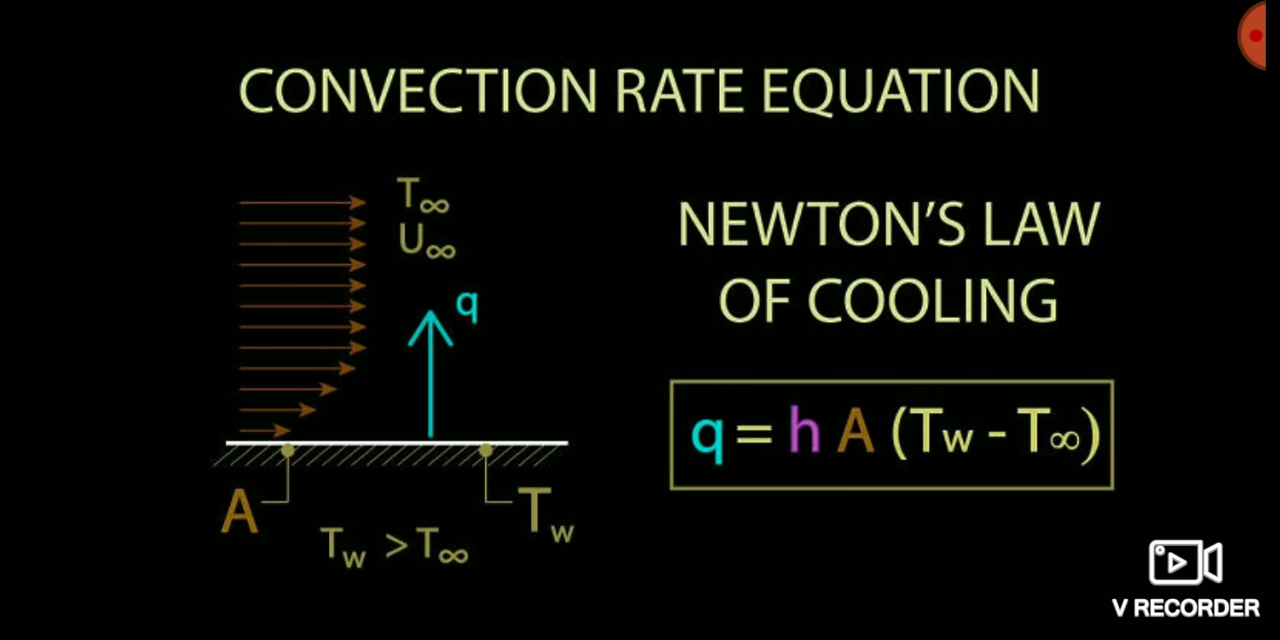 CONVECTION RATE EQUATION
T∞
U∞
q
NEWTON'S LAW
OF COOLING
q = h A (Tw - T∞)
A
Tw
Tw > T∞
V RECORDER